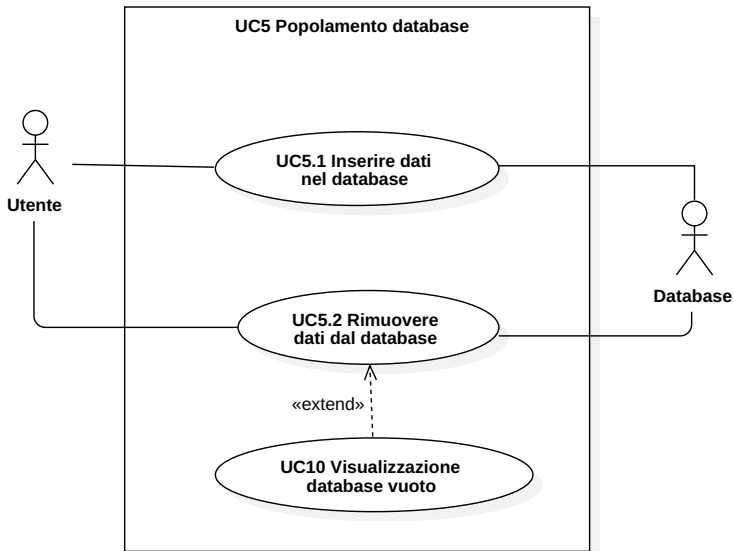 UC5 Popolamento database
UC5.1 Inserire dati
nel database
Utente
Database
UC5.2 Rimuovere
dati dal database
«extend»
UC10 Visualizzazione
database vuoto